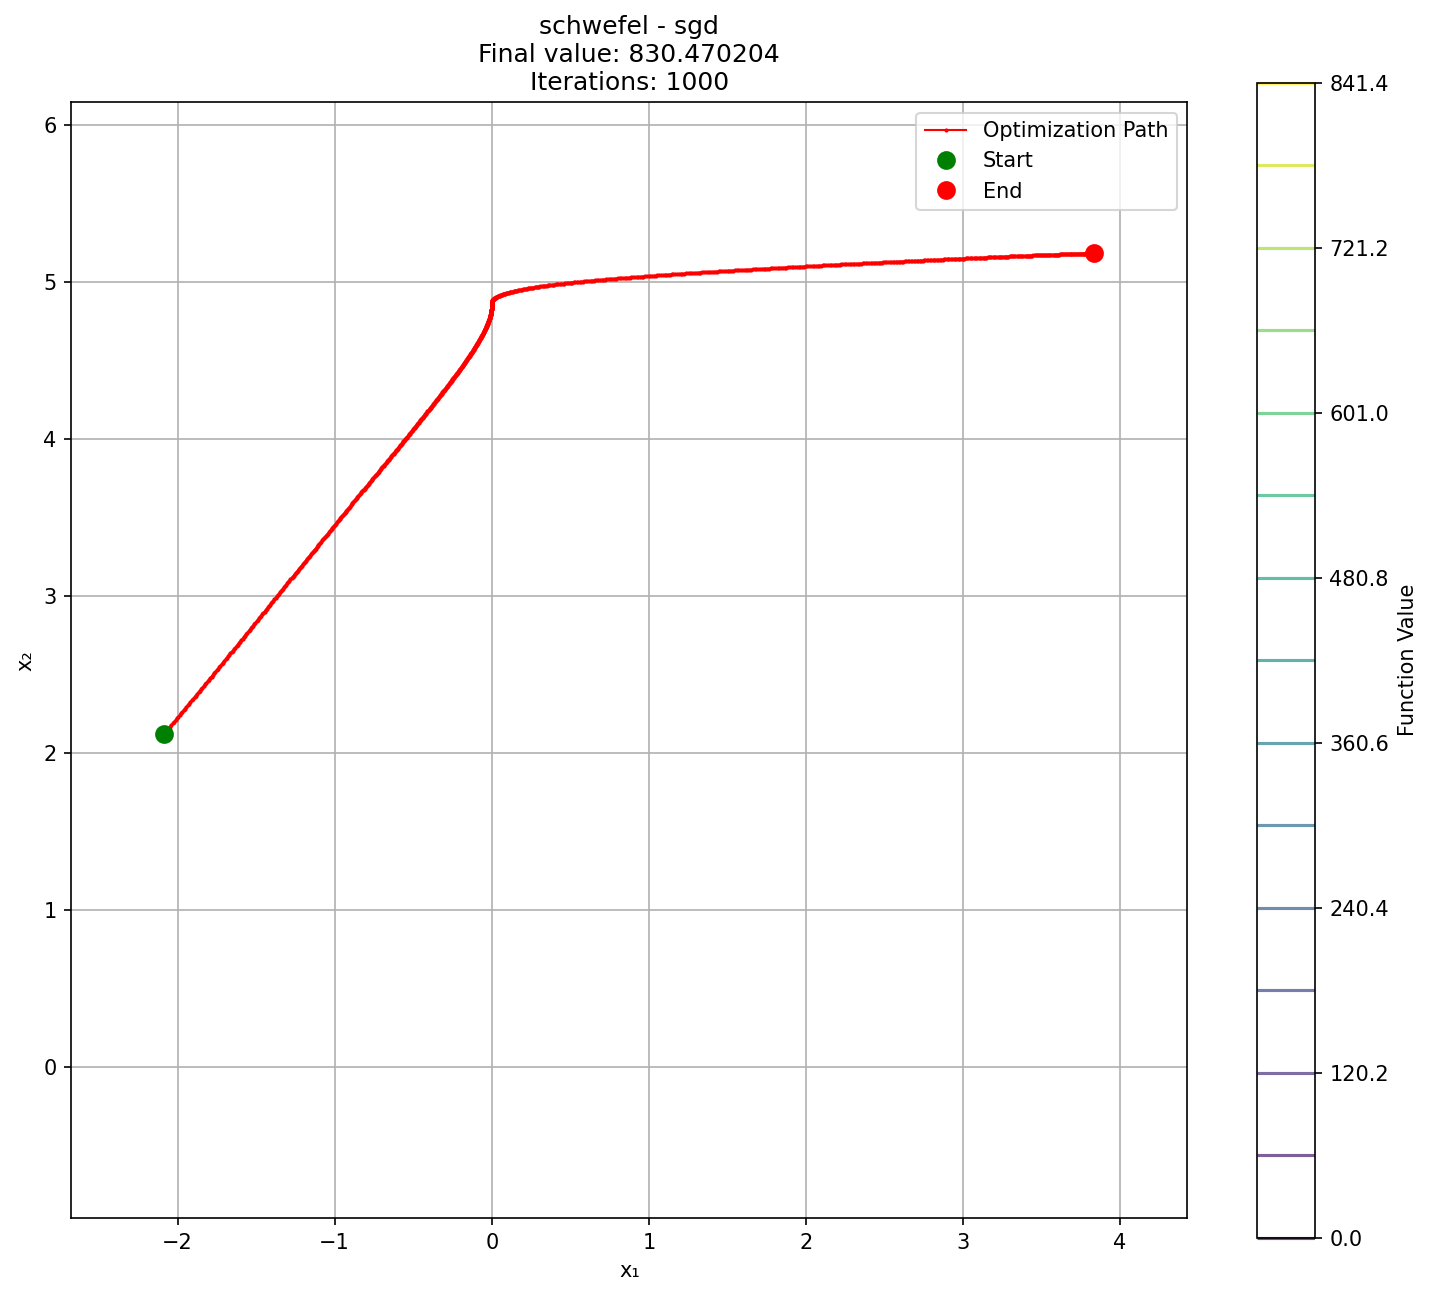 schwefel - sgd
Final value: 830.470204
Iterations: 1000
Optimization Path
Start
End
6
5
4
3
2
1
0
x₂
−2
−1
0
1
2
3
4
x₁
841.4
721.2
601.0
480.8
360.6
240.4
120.2
0.0
Function Value